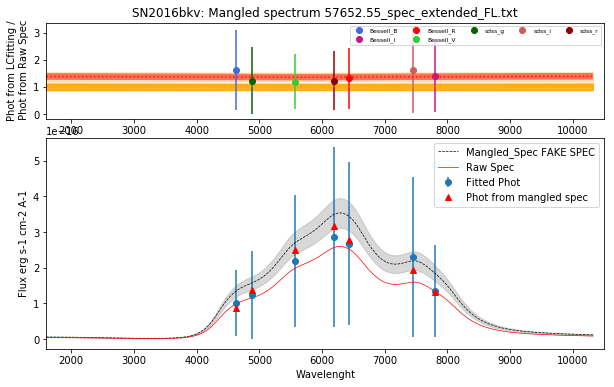 SN2016bkv: Mangled spectrum 57652.55_spec_extended_FL.txt
Phot from LCfitting /
Phot from Raw Spec
3
2
1
0
Bessell_B
Bessell_I
Bessell_R
Bessell_V
sdss_g
sdss_i
sdss_r
2000 3000 4000 5000 6000 7000 8000 9000 10000
Flux erg s-1 cm-2 A-1
5
4
3
2
1
0
Mangled_Spec FAKE SPEC
Raw Spec
Fitted Phot
Phot from mangled spec
2000 3000 4000 5000 6000 7000 8000 9000 10000
Wavelenght